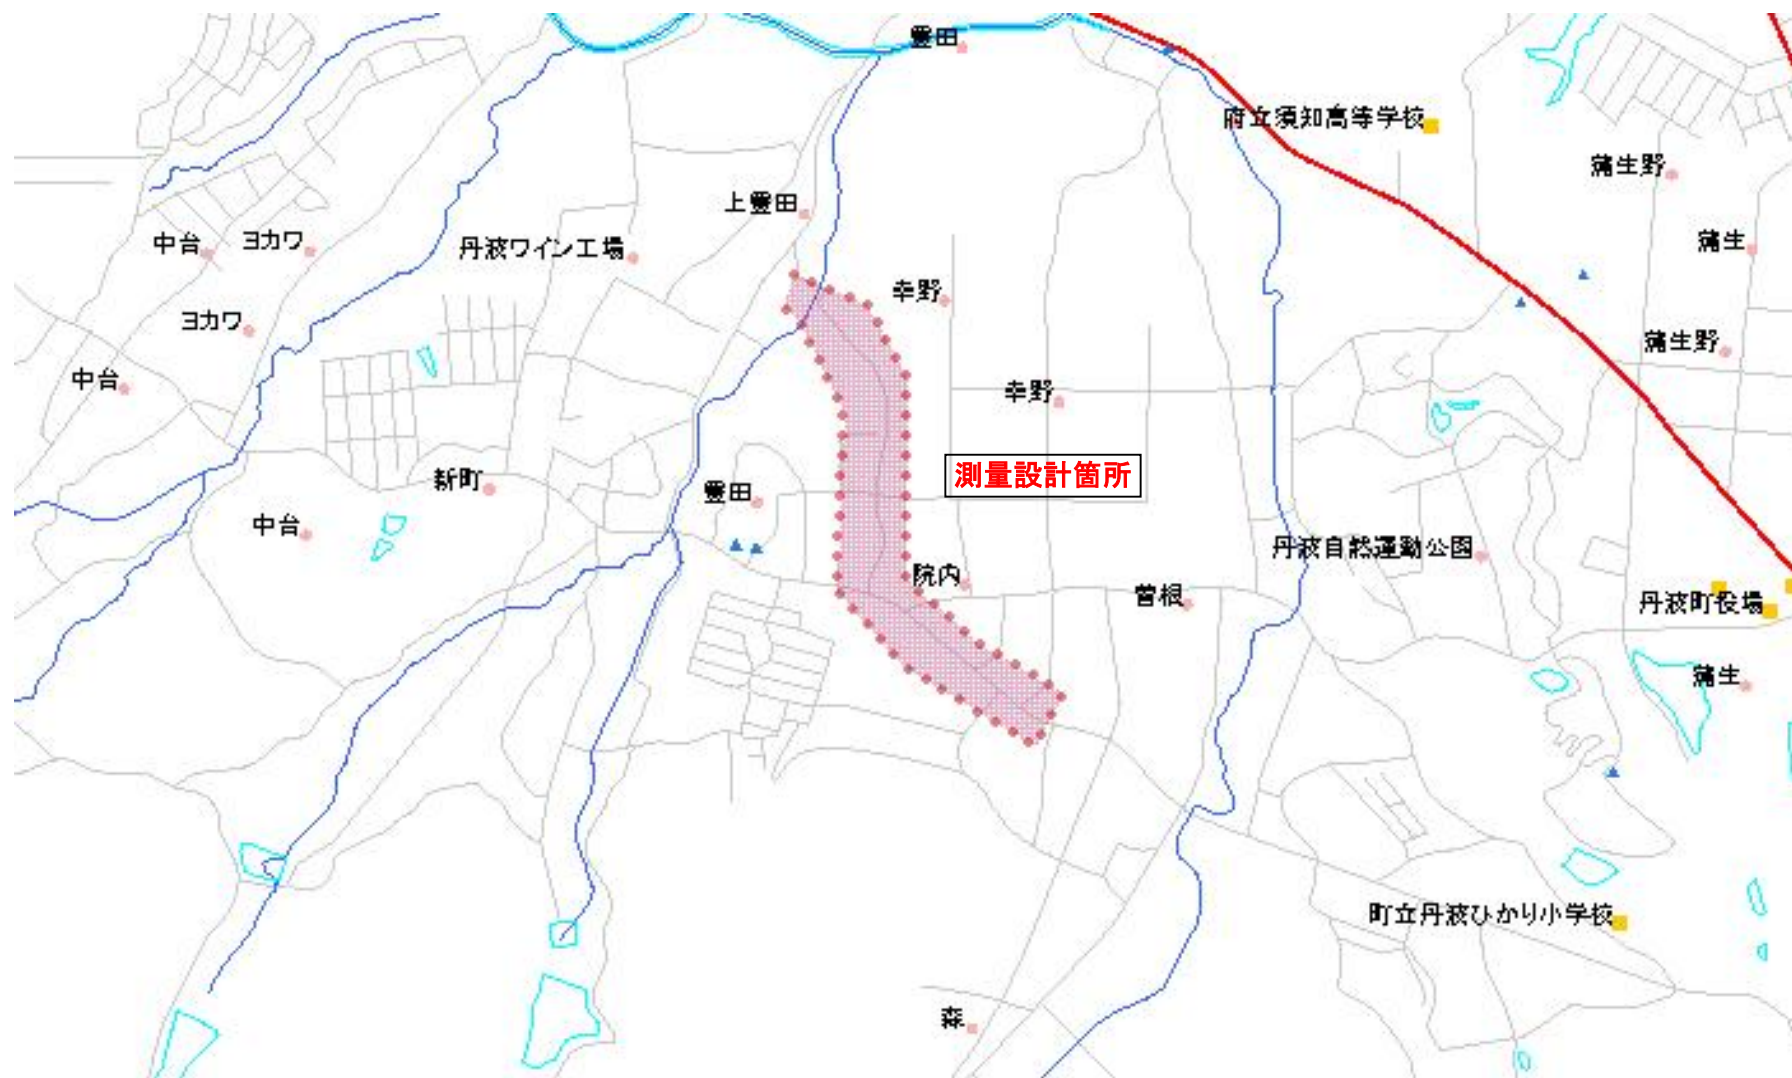 豊田
府立須知高等学校
蒲生野
上豊田
蒲生
中台
ヨカワ
丹波ワイン工場
幸野
ヨカワ
蒲生野
中台
幸野
測量設計箇所
新町
豊田
中台
丹波自然運動公園
院内
曽根
丹波町役場
蒲生
町立丹波ひかり小学校
森